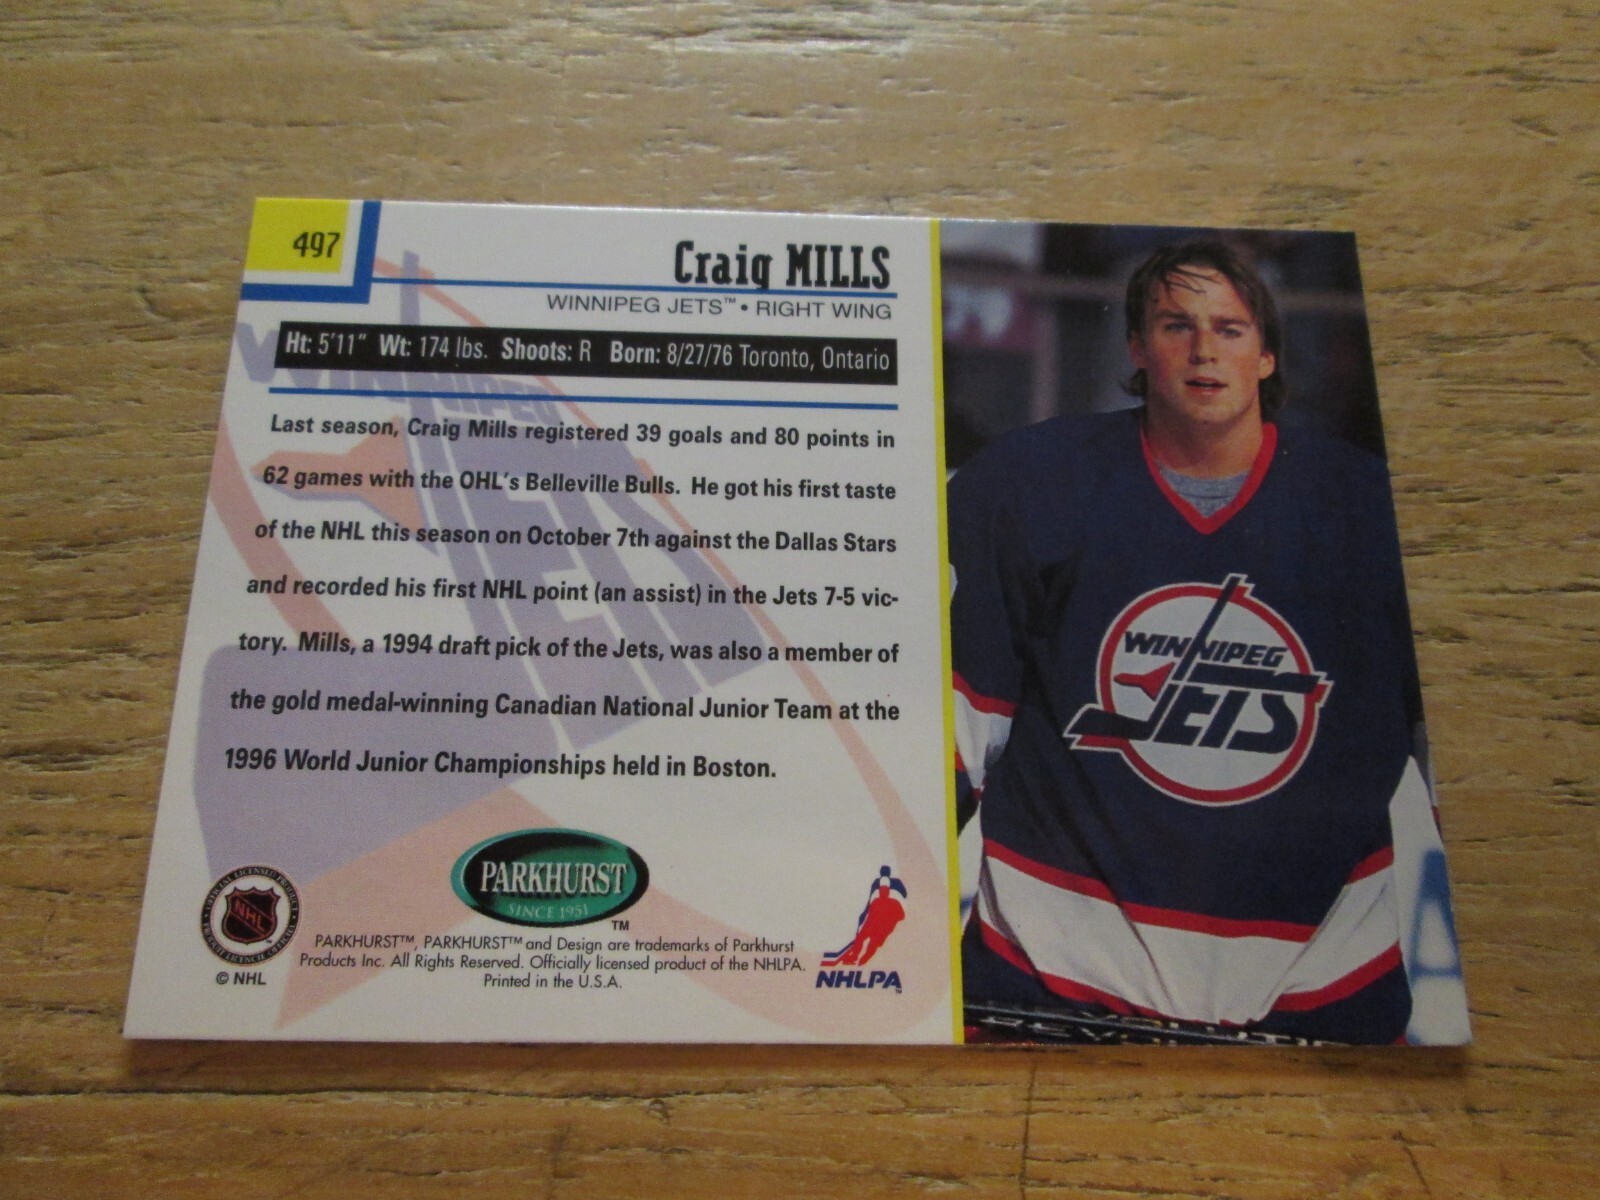 497
Craig MILLS
WINNIPEG JETS™ • RIGHT WING
Ht: 5'11" Wt: 174 lbs. Shoots: R Born: 8/27/76 Toronto, Ontario
Last season, Craig Mills registered 39 goals and 80 points in
62 games with the OHL's Belleville Bulls. He got his first taste
of the NHL this season on October 7th against the Dallas Stars
and recorded his first NHL point (an assist) in the Jets 7-5 vic-
tory. Mills, a 1994 draft pick of the Jets, was also a member of
the gold medal-winning Canadian National Junior Team at the
1996 World Junior Championships held in Boston.
WINNIPEG
JETS
PARKHURST
SINCE 1951
™
NHL
© NHL
PARKHURST™, PARKHURST™ and Design are trademarks of Parkhurst
Products Inc. All Rights Reserved. Officially licensed product of the NHLPA.
Printed in the U.S.A.
NHLPA
WINNIPEG
JETS